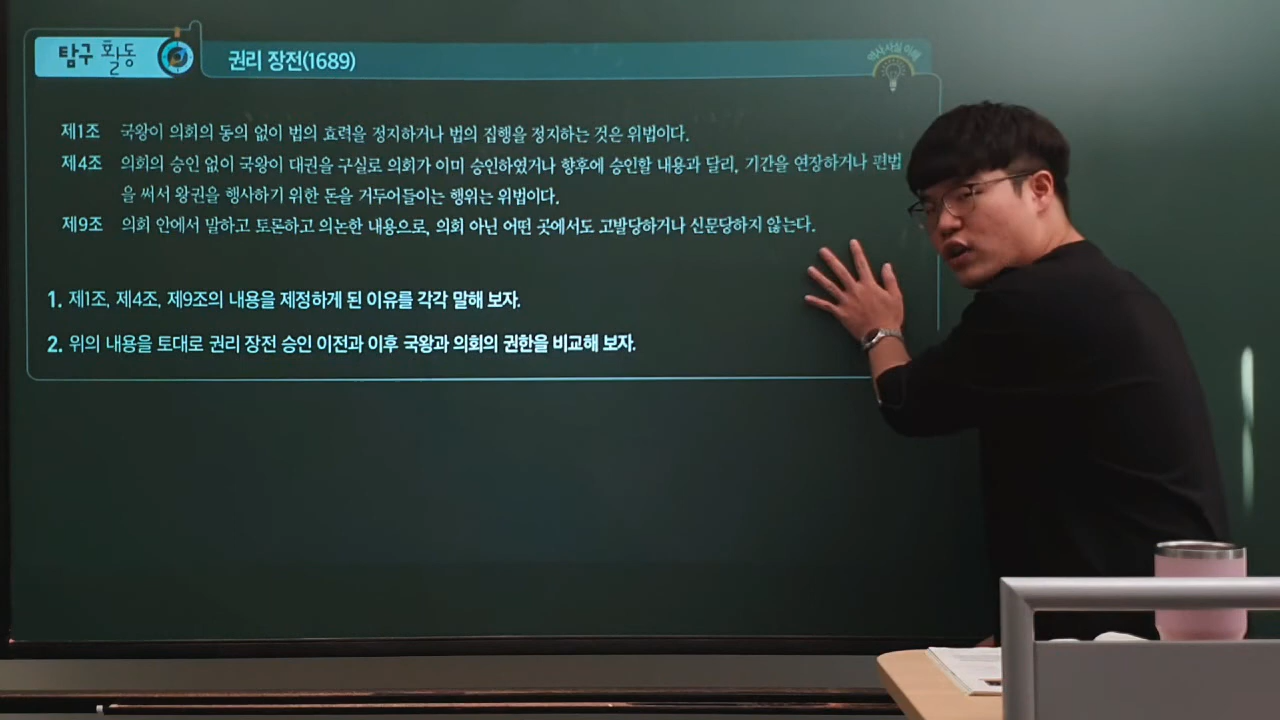 탐구 활동
권리 장전(1689)
역사 사실 이해
제1조 국왕이 의회의 동의 없이 법의 효력을 정지하거나 법의 집행을 정지하는 것은 위법이다.
제4조 의회의 승인 없이 국왕이 대권을 구실로 의회가 이미 승인하였거나 향후에 승인할 내용과 달리, 기간을 연장하거나 편법
을 써서 왕권을 행사하기 위한 돈을 거두어들이는 행위는 위법이다.
제9조 의회 안에서 말하고 토론하고 의논한 내용으로, 의회 아닌 어떤 곳에서도 고발당하거나 신문당하지 않는다.
1. 제1조, 제4조, 제9조의 내용을 제정하게 된 이유를 각각 말해 보자.
2. 위의 내용을 토대로 권리 장전 승인 이전과 이후 국왕과 의회의 권한을 비교해 보자.